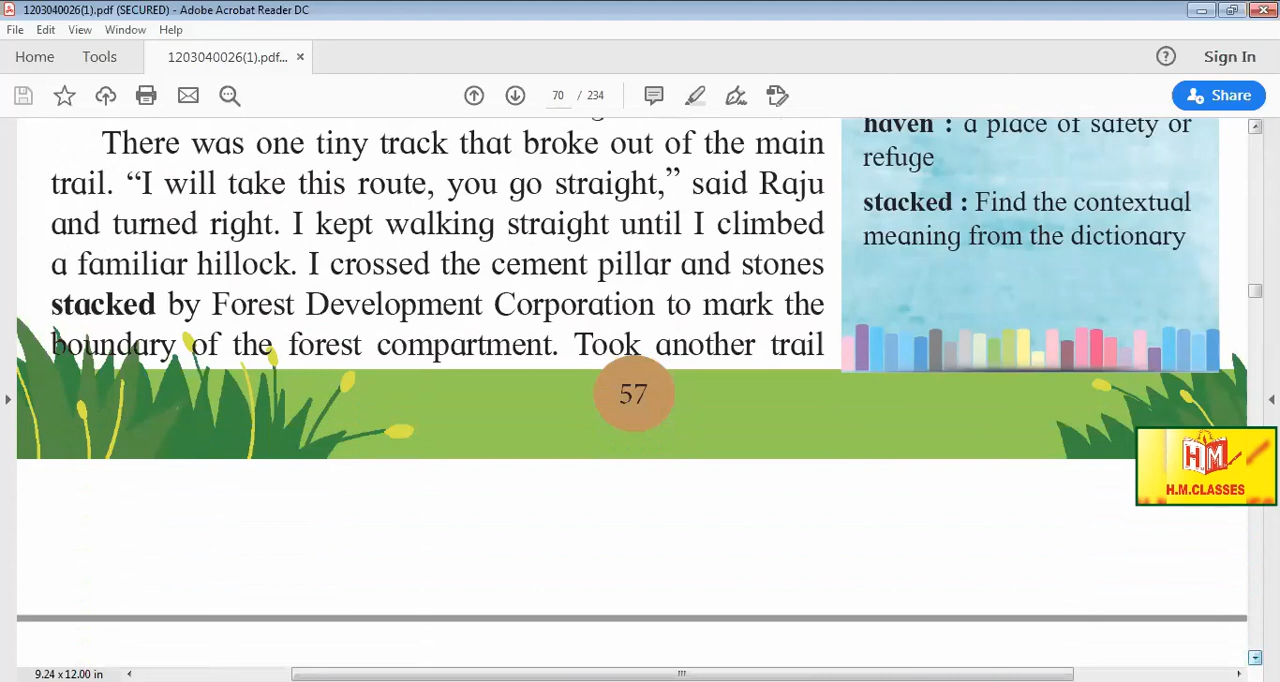 1203040026(1).pdf (SECURED) - Adobe Acrobat Reader DC
File Edit View Window Help
Home Tools 1203040026(1).pdf... × ? Sign In
70 / 234 Share
There was one tiny track that broke out of the main
trail. “I will take this route, you go straight,” said Raju
and turned right. I kept walking straight until I climbed
a familiar hillock. I crossed the cement pillar and stones
stacked by Forest Development Corporation to mark the
boundary of the forest compartment. Took another trail
haven : a place of safety or
refuge
stacked : Find the contextual
meaning from the dictionary
57
H.M.
H.M.CLASSES
9.24 x 12.00 in